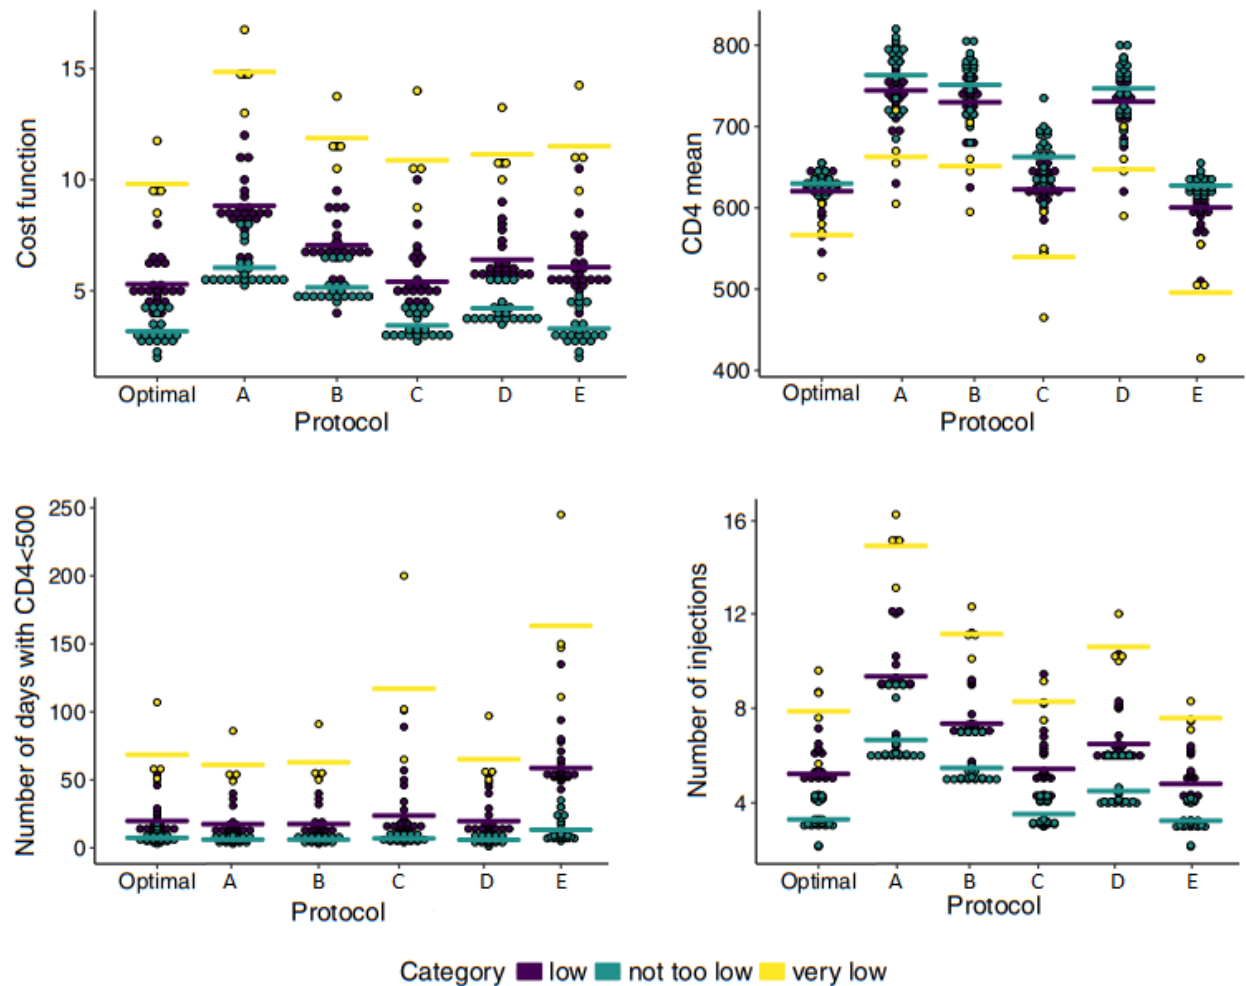 Cost function
15
10
5
Optimal A B C D E
Protocol
CD4 mean
800
700
600
500
400
Optimal A B C D E
Protocol
Number of days with CD4<500
250
200
150
100
50
0
Optimal A B C D E
Protocol
Number of injections
16
12
8
4
Optimal A B C D E
Protocol
Category low not too low very low